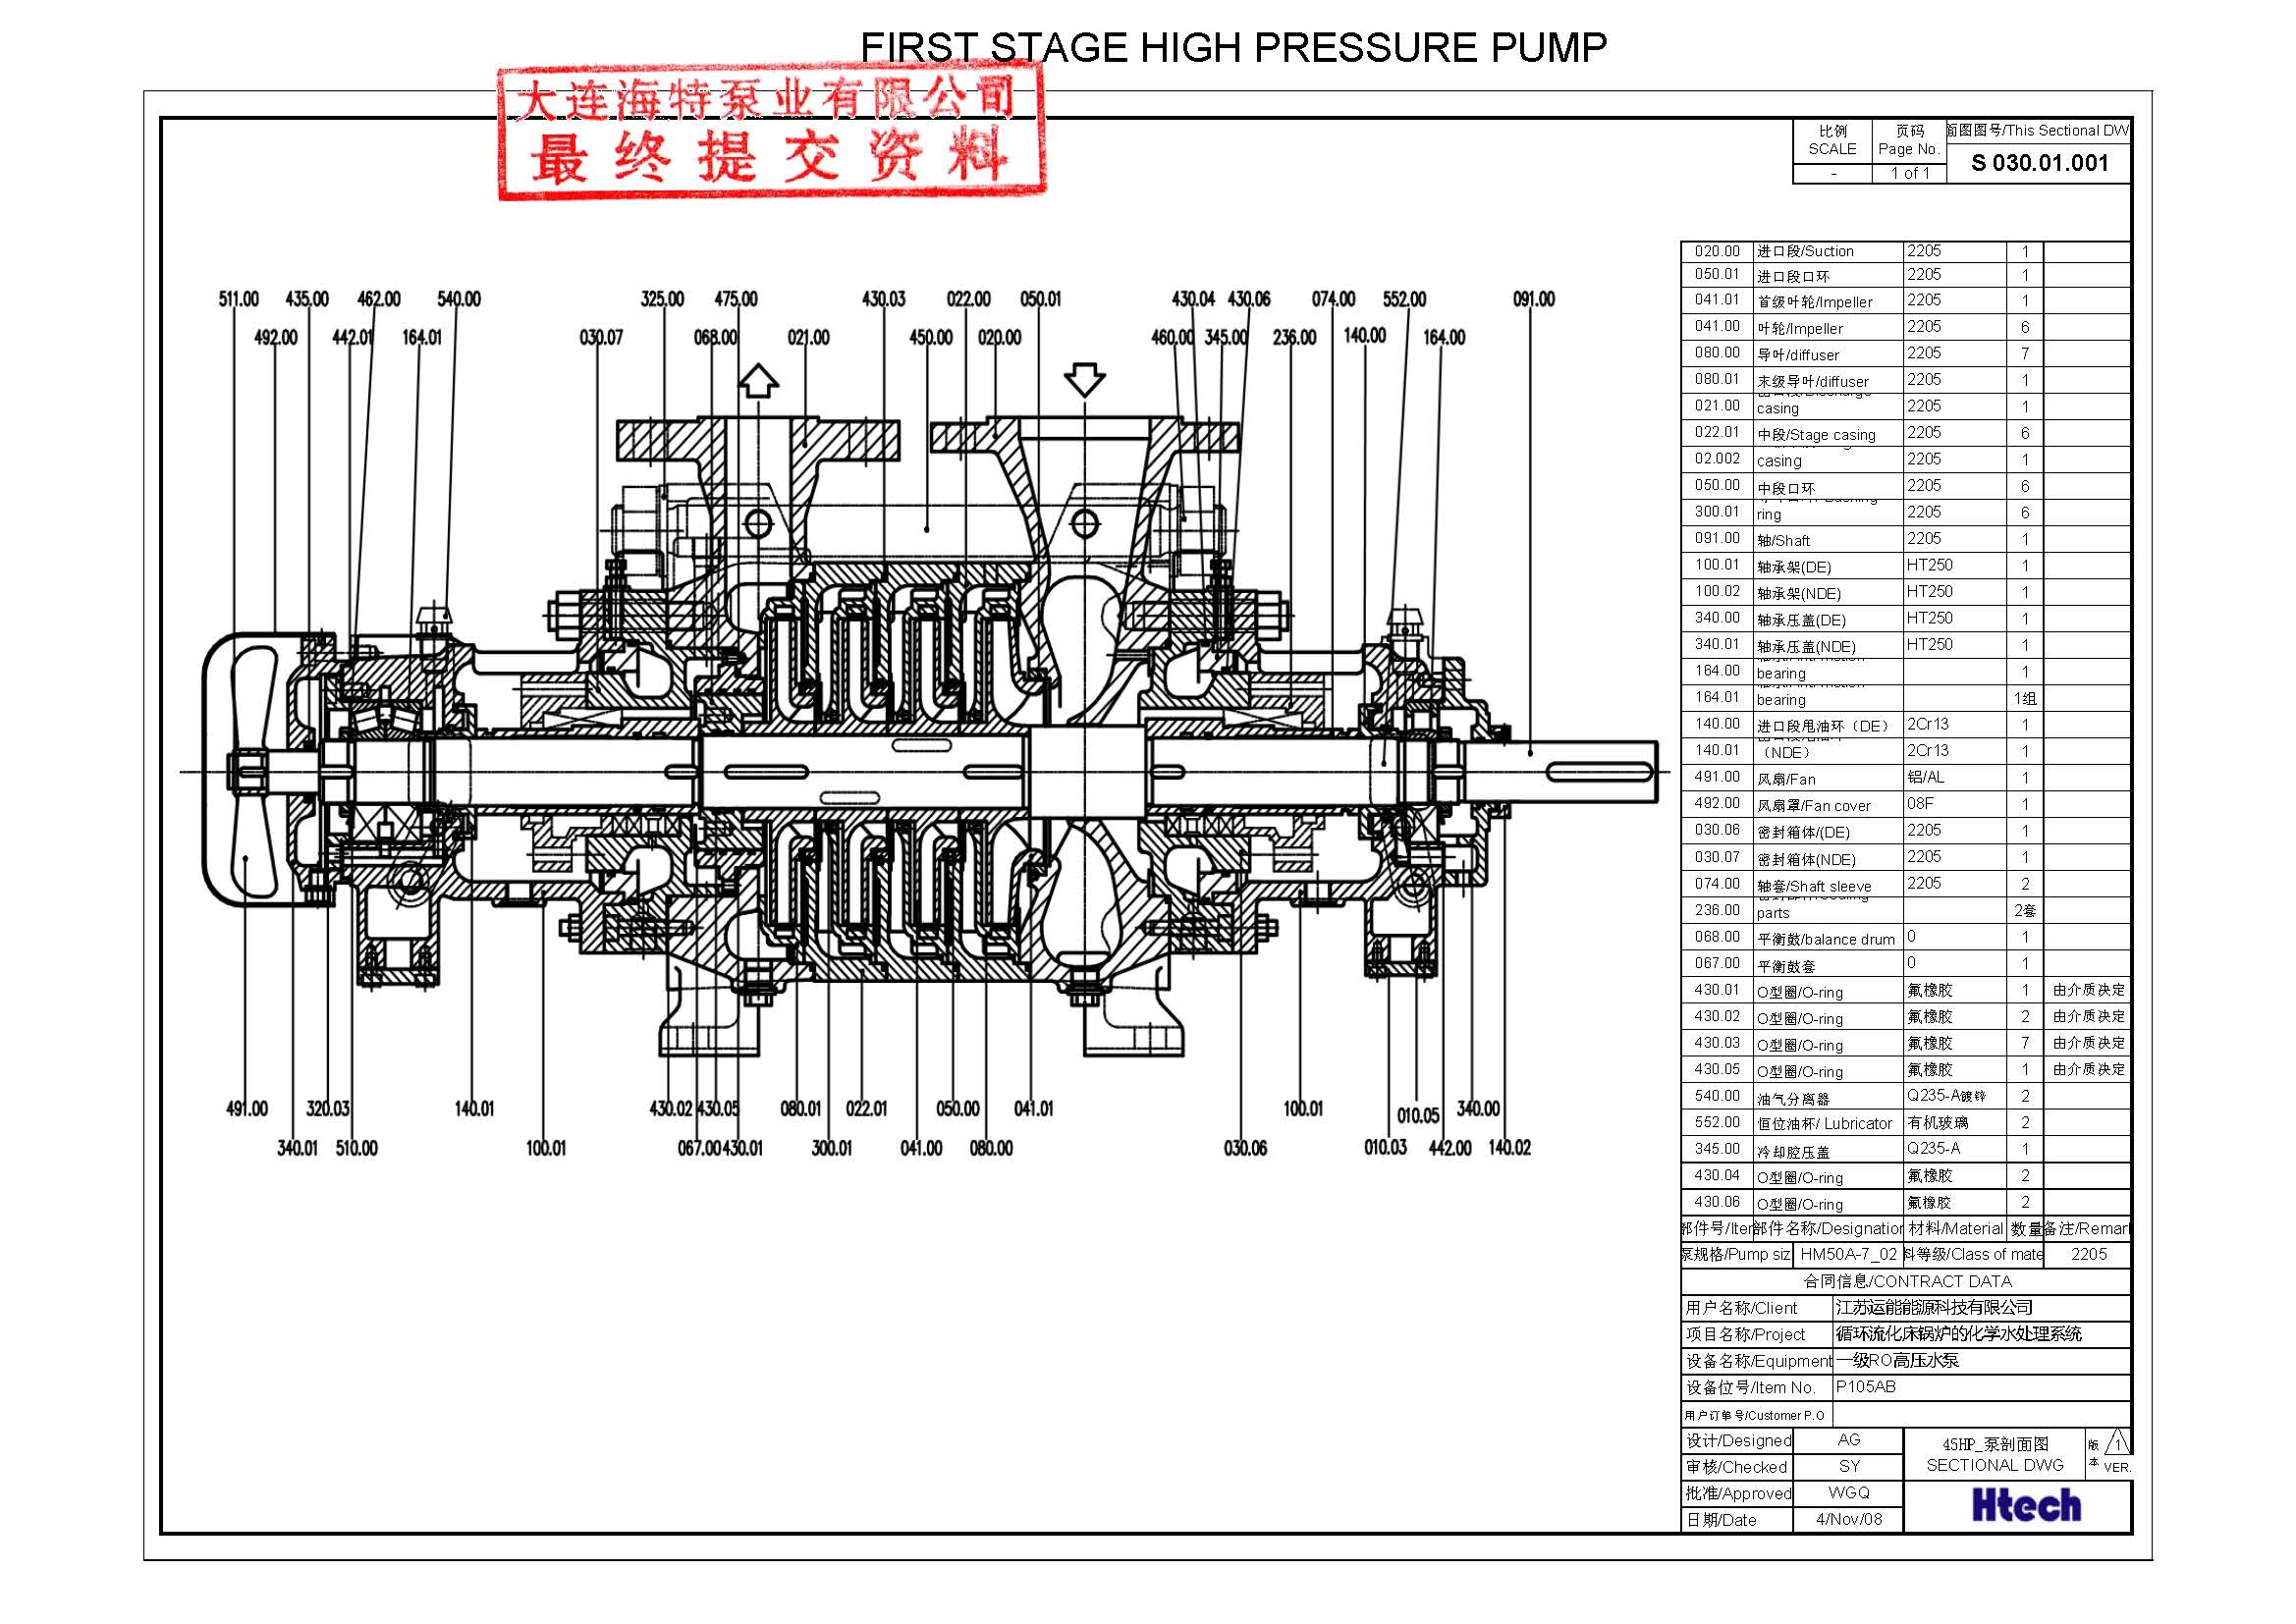 FIRST STAGE HIGH PRESSURE PUMP
大连海特泵业有限公司
最终提交资料
比例 页码 面图图号/This Sectional DW
SCALE Page No. S 030.01.001
- 1 of 1
511.00 435.00 462.00 540.00 325.00 475.00 430.03 022.00 050.01 430.04 430.06 074.00 552.00 091.00
492.00 442.01 164.01 030.07 068.00 021.00 450.00 020.00 460.00 345.00 236.00 140.00 164.00
491.00 320.03 140.01 430.02 430.05 080.01 022.01 050.00 041.01 100.01 010.05 340.00
340.01 510.00 100.01 067.00 430.01 300.01 041.00 080.00 030.06 010.03 442.00 140.02
020.00 进口段/Suction 2205 1
050.01 进口段口环 2205 1
041.01 首级叶轮/Impeller 2205 1
041.00 叶轮/Impeller 2205 6
080.00 导叶/diffuser 2205 7
080.01 末级导叶/diffuser 2205 1
021.00 casing 2205 1
022.01 中段/Stage casing 2205 6
02.002 casing 2205 1
050.00 中段口环 2205 6
300.01 ring 2205 6
091.00 轴/Shaft 2205 1
100.01 轴承架(DE) HT250 1
100.02 轴承架(NDE) HT250 1
340.00 轴承压盖(DE) HT250 1
340.01 轴承压盖(NDE) HT250 1
164.00 bearing 1
164.01 bearing 1组
140.00 进口段甩油环（DE） 2Cr13 1
140.01 （NDE） 2Cr13 1
491.00 风扇/Fan 铝/AL 1
492.00 风扇罩/Fan cover 08F 1
030.06 密封箱体/(DE) 2205 1
030.07 密封箱体(NDE) 2205 1
074.00 轴套/Shaft sleeve 2205 2
236.00 parts 2套
068.00 平衡鼓/balance drum 0 1
067.00 平衡鼓套 0 1
430.01 O型圈/O-ring 氟橡胶 1 由介质决定
430.02 O型圈/O-ring 氟橡胶 2 由介质决定
430.03 O型圈/O-ring 氟橡胶 7 由介质决定
430.05 O型圈/O-ring 氟橡胶 1 由介质决定
540.00 油气分离器 Q235-A镀锌 2
552.00 恒位油杯/ Lubricator 有机玻璃 2
345.00 冷却腔压盖 Q235-A 1
430.04 O型圈/O-ring 氟橡胶 2
430.06 O型圈/O-ring 氟橡胶 2
部件号/Iter 部件名称/Designation 材料/Material 数量 备注/Remark
泵规格/Pump siz HM50A-7_02 料等级/Class of mate 2205
合同信息/CONTRACT DATA
用户名称/Client 江苏运能能源科技有限公司
项目名称/Project 循环流化床锅炉的化学水处理系统
设备名称/Equipment 一级RO高压水泵
设备位号/Item No. P105AB
用户订单号/Customer P.O
设计/Designed AG
审核/Checked SY
批准/Approved WGQ
日期/Date 4/Nov/08
45HP_泵剖面图
SECTIONAL DWG
版本 VER. 1
Htech